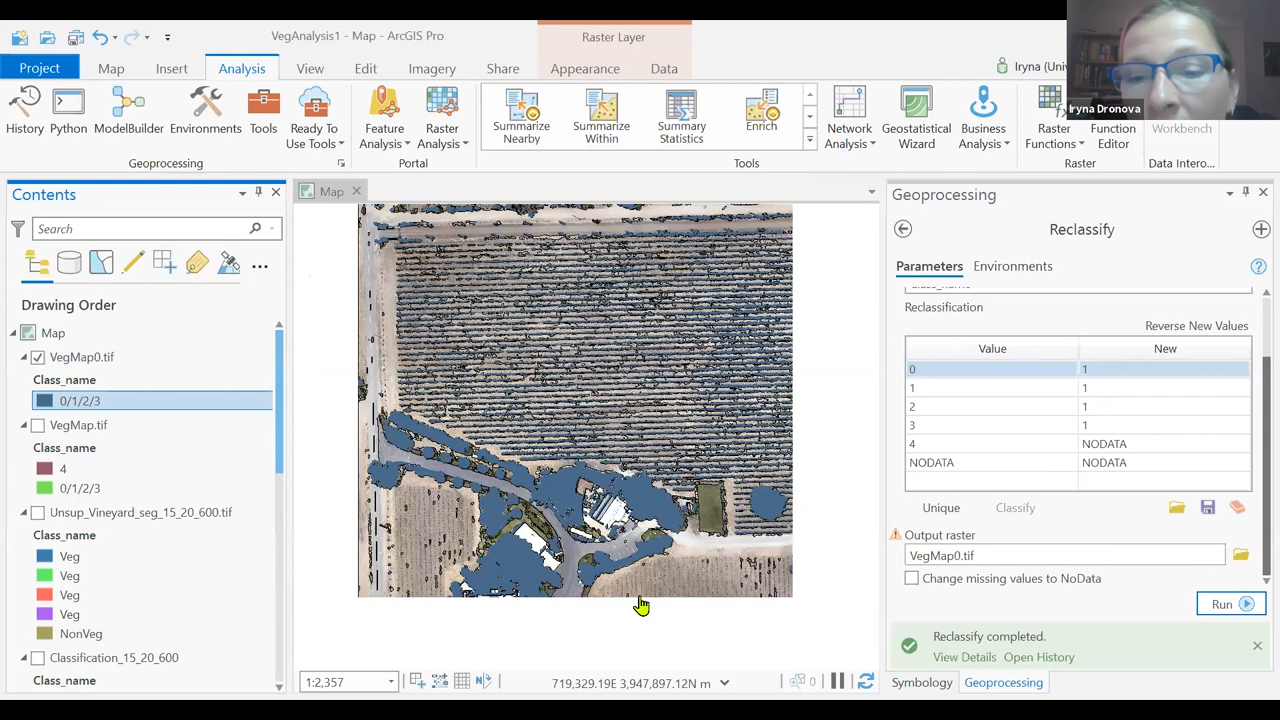 VegAnalysis1 - Map - ArcGIS Pro
Raster Layer
Iryna (Uni
Iryna Dronova
Project
Map
Insert
Analysis
View
Edit
Imagery
Share
Appearance
Data
History
Python
ModelBuilder
Environments
Tools
Ready To Use Tools
Feature Analysis
Raster Analysis
Summarize Nearby
Summarize Within
Summary Statistics
Enrich
Network Analysis
Geostatistical Wizard
Business Analysis
Raster Functions
Function Editor
Workbench
Geoprocessing
Portal
Tools
Raster
Data Intero...
Contents
Search
Drawing Order
Map
VegMap0.tif
Class_name
0/1/2/3
VegMap.tif
Class_name
4
0/1/2/3
Unsup_Vineyard_seg_15_20_600.tif
Class_name
Veg
Veg
Veg
Veg
NonVeg
Classification_15_20_600
Class_name
Map
1:2,357
719,329.19E 3,947,897.12N m
0
Geoprocessing
Reclassify
Parameters
Environments
Class_name
Reclassification
Reverse New Values
Value New
0 1
1 1
2 1
3 1
4 NODATA
NODATA NODATA
Unique
Classify
Output raster
VegMap0.tif
Change missing values to NoData
Run
Reclassify completed.
View Details Open History
Symbology
Geoprocessing